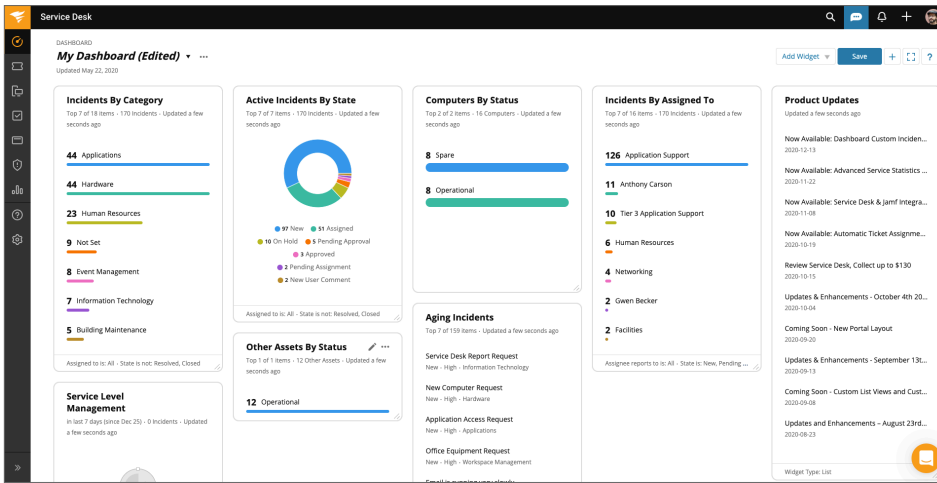 Service Desk
DASHBOARD
My Dashboard (Edited)
Updated May 22, 2020
Add Widget
Save
?
Incidents By Category
Top 7 of 18 items - 170 Incidents - Updated a few
seconds ago
44 Applications
44 Hardware
23 Human Resources
9 Not Set
8 Event Management
7 Information Technology
5 Building Maintenance
Assigned to is: All - State is not: Resolved, Closed
Service Level
Management
in last 7 days (since Dec 25) - 0 Incidents - Updated
a few seconds ago
Active Incidents By State
Top 7 of 7 items - 170 Incidents - Updated a few
seconds ago
97 New 51 Assigned
10 On Hold 5 Pending Approval
3 Approved
2 Pending Assignment
2 New User Comment
Assigned to is: All - State is not: Resolved, Closed
Other Assets By Status
Top 1 of 1 items - 12 Other Assets - Updated a few
seconds ago
12 Operational
Computers By Status
Top 2 of 2 items - 16 Computers - Updated a few
seconds ago
8 Spare
8 Operational
Aging Incidents
Top 7 of 159 items - Updated a few seconds ago
Service Desk Report Request
New - High - Information Technology
New Computer Request
New - High - Hardware
Application Access Request
New - High - Applications
Office Equipment Request
New - High - Workspace Management
Email is running very slowly
Incidents By Assigned To
Top 7 of 16 items - 170 Incidents - Updated a few
seconds ago
126 Application Support
11 Anthony Carson
10 Tier 3 Application Support
6 Human Resources
4 Networking
2 Gwen Becker
2 Facilities
Assignee reports to is: All - State is: New, Pending ...
Product Updates
Updated a few seconds ago
Now Available: Dashboard Custom Inciden...
2020-12-13
Now Available: Advanced Service Statistics ...
2020-11-22
Now Available: Service Desk & Jamf Integra...
2020-11-08
Now Available: Automatic Ticket Assignme...
2020-10-19
Review Service Desk, Collect up to $130
2020-10-15
Updates & Enhancements - October 4th 20...
2020-10-04
Coming Soon - New Portal Layout
2020-09-20
Updates & Enhancements - September 13t...
2020-09-13
Coming Soon - Custom List Views and Cust...
2020-09-08
Updates and Enhancements – August 23rd...
2020-08-23
Widget Type: List